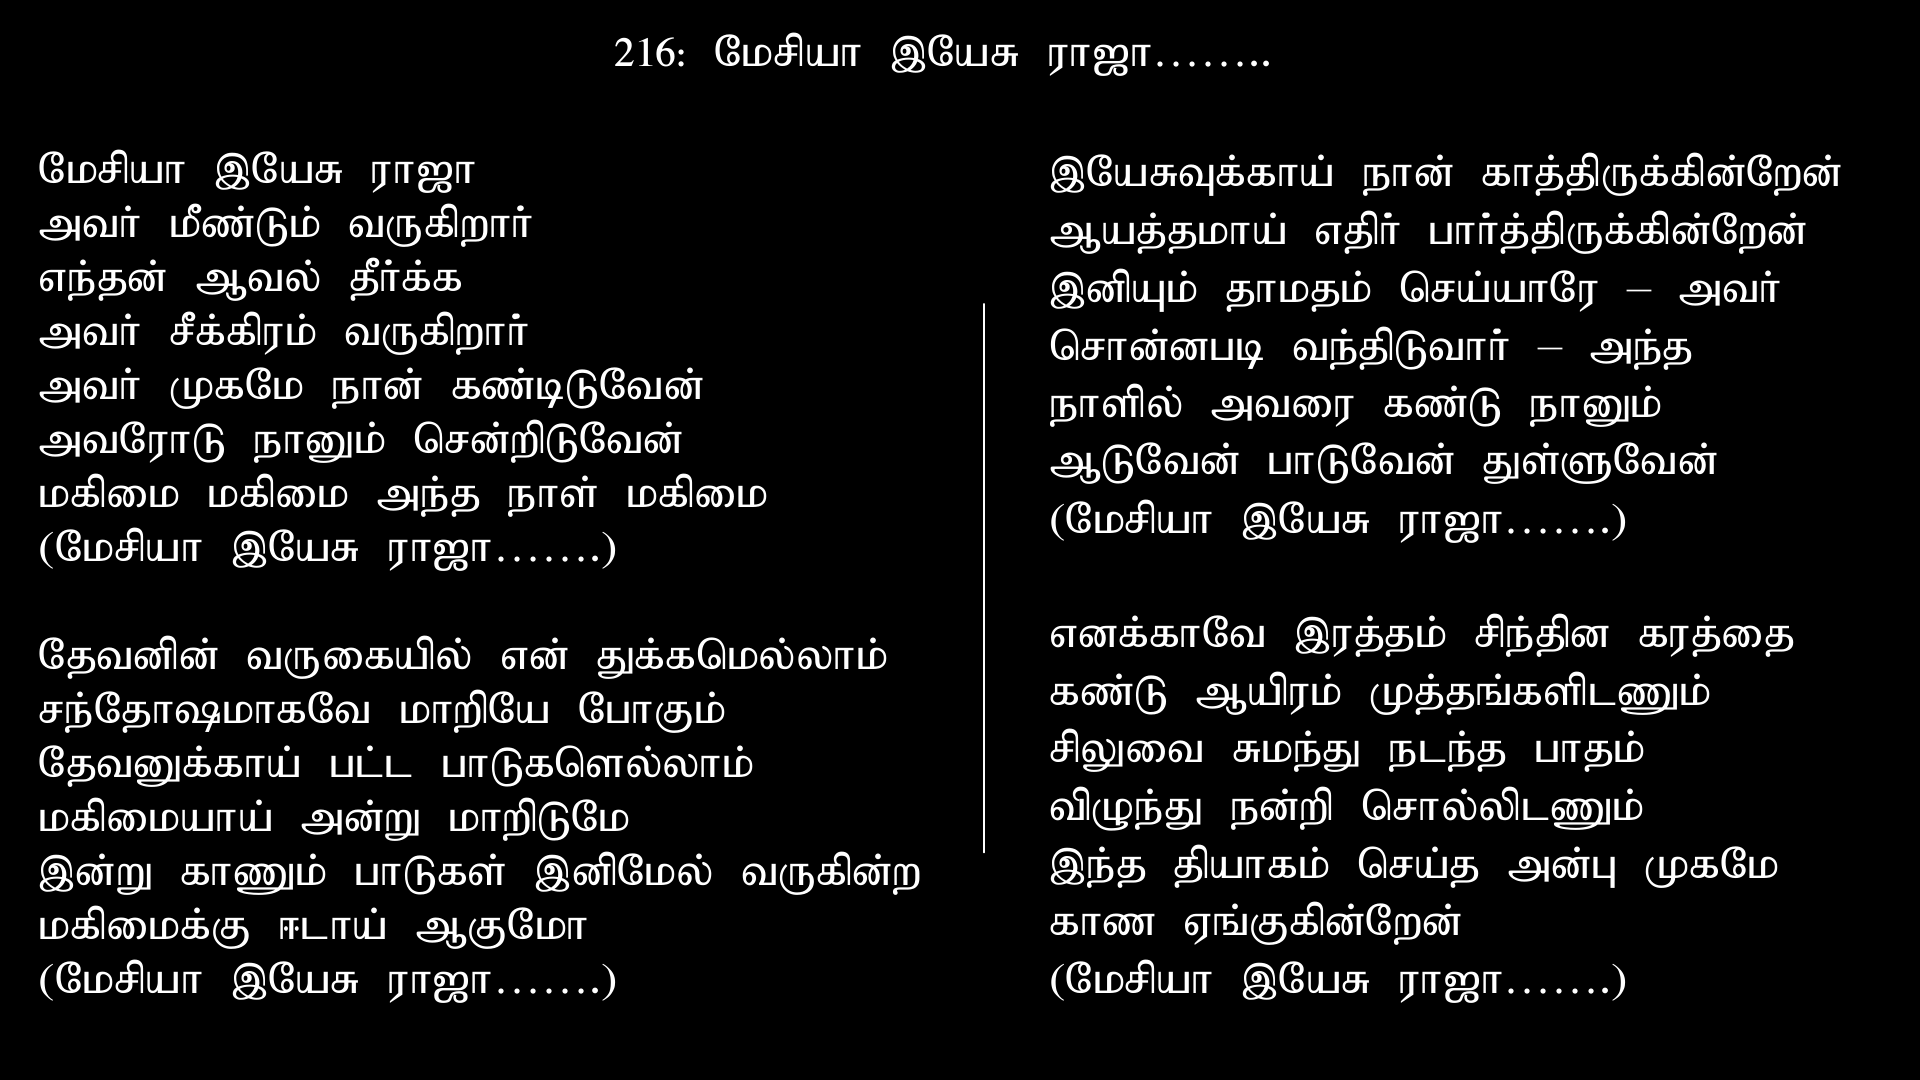 216: மேசியா இயேசு ராஜா……..
மேசியா இயேசு ராஜா
அவர் மீண்டும் வருகிறார்
எந்தன் ஆவல் தீர்க்க
அவர் சீக்கிரம் வருகிறார்
அவர் முகமே நான் கண்டிடுவேன்
அவரோடு நானும் சென்றிடுவேன்
மகிமை மகிமை அந்த நாள் மகிமை
(மேசியா இயேசு ராஜா…….)
தேவனின் வருகையில் என் துக்கமெல்லாம்
சந்தோஷமாகவே மாறியே போகும்
தேவனுக்காய் பட்ட பாடுகளெல்லாம்
மகிமையாய் அன்று மாறிடுமே
இன்று காணும் பாடுகள் இனிமேல் வருகின்ற
மகிமைக்கு ஈடாய் ஆகுமோ
(மேசியா இயேசு ராஜா…….)
இயேசுவுக்காய் நான் காத்திருக்கின்றேன்
ஆயத்தமாய் எதிர் பார்த்திருக்கின்றேன்
இனியும் தாமதம் செய்யாரே – அவர்
சொன்னபடி வந்திடுவார் – அந்த
நாளில் அவரை கண்டு நானும்
ஆடுவேன் பாடுவேன் துள்ளுவேன்
(மேசியா இயேசு ராஜா…….)
எனக்காவே இரத்தம் சிந்தின கரத்தை
கண்டு ஆயிரம் முத்தங்களிடணும்
சிலுவை சுமந்து நடந்த பாதம்
விழுந்து நன்றி சொல்லிடணும்
இந்த தியாகம் செய்த அன்பு முகமே
காண ஏங்குகின்றேன்
(மேசியா இயேசு ராஜா…….)